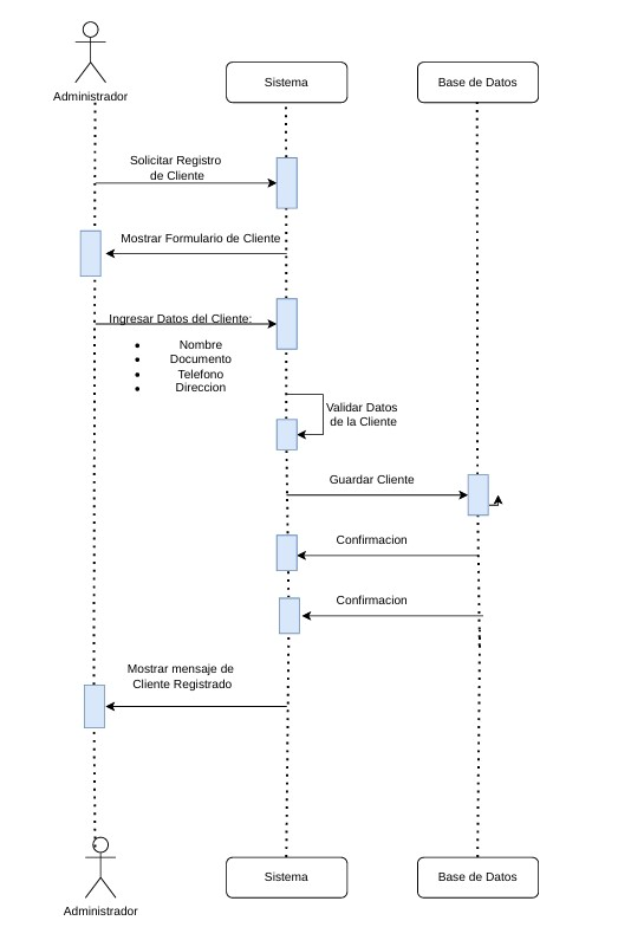 Administrador
Sistema
Base de Datos
Solicitar Registro
de Cliente
Mostrar Formulario de Cliente
Ingresar Datos del Cliente:
• Nombre
• Documento
• Telefono
• Direccion
Validar Datos
de la Cliente
Guardar Cliente
Confirmacion
Confirmacion
Mostrar mensaje de
Cliente Registrado
Administrador
Sistema
Base de Datos